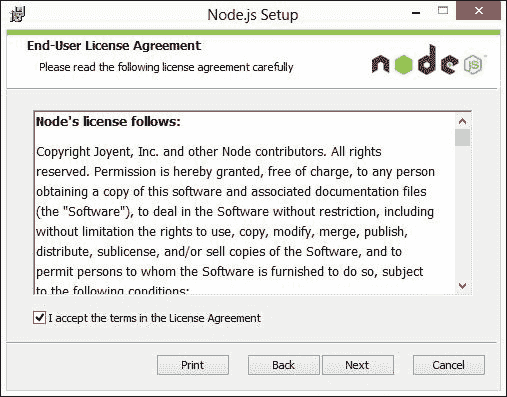 Node.js Setup
End-User License Agreement
Please read the following license agreement carefully
node
JS
Node's license follows:
Copyright Joyent, Inc. and other Node contributors. All rights
reserved. Permission is hereby granted, free of charge, to any person
obtaining a copy of this software and associated documentation files
(the "Software"), to deal in the Software without restriction, including
without limitation the rights to use, copy, modify, merge, publish,
distribute, sublicense, and/or sell copies of the Software, and to
permit persons to whom the Software is furnished to do so, subject
to the following conditions:
I accept the terms in the License Agreement
Print Back Next Cancel